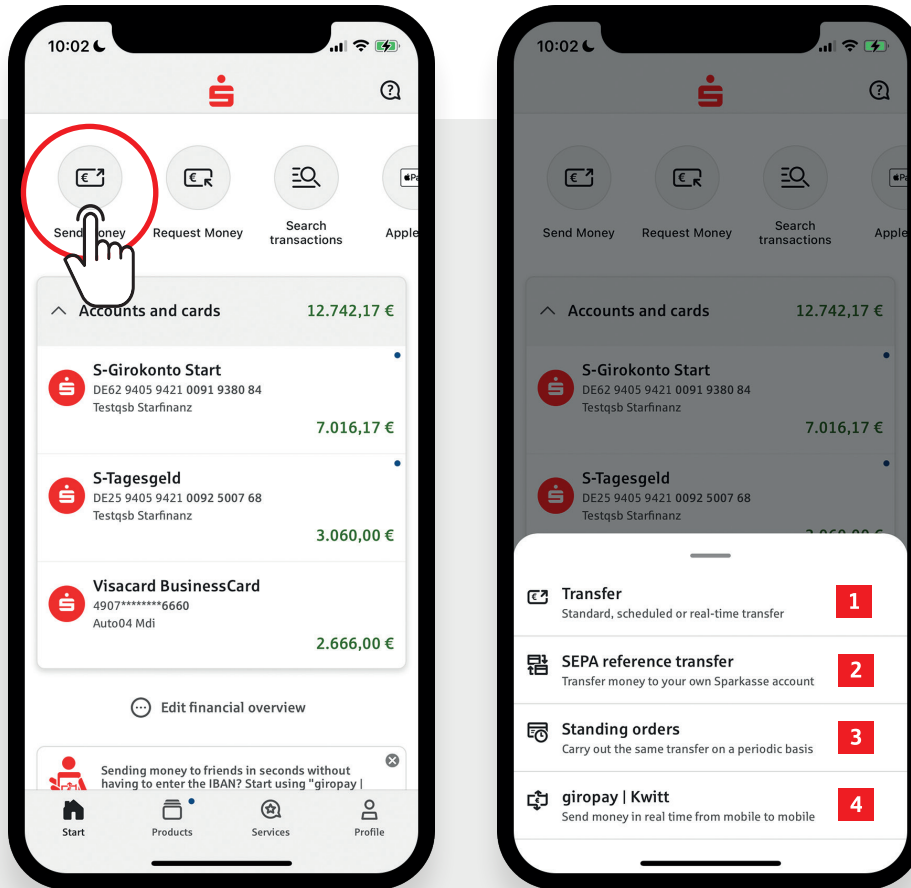 10:02
Send Money
Request Money
Search
transactions
Apple
Accounts and cards 12.742,17 €
S-Girokonto Start
DE62 9405 9421 0091 9380 84
Testqsb Starfinanz
7.016,17 €
S-Tagesgeld
DE25 9405 9421 0092 5007 68
Testqsb Starfinanz
3.060,00 €
Visacard BusinessCard
4907********6660
Auto04 Mdi
2.666,00 €
Edit financial overview
Sending money to friends in seconds without
having to enter the IBAN? Start using "giropay |
Start
Products
Services
Profile
10:02
Send Money
Request Money
Search
transactions
Apple
Accounts and cards 12.742,17 €
S-Girokonto Start
DE62 9405 9421 0091 9380 84
Testqsb Starfinanz
7.016,17 €
S-Tagesgeld
DE25 9405 9421 0092 5007 68
Testqsb Starfinanz
Transfer
Standard, scheduled or real-time transfer
1
SEPA reference transfer
Transfer money to your own Sparkasse account
2
Standing orders
Carry out the same transfer on a periodic basis
3
giropay | Kwitt
Send money in real time from mobile to mobile
4